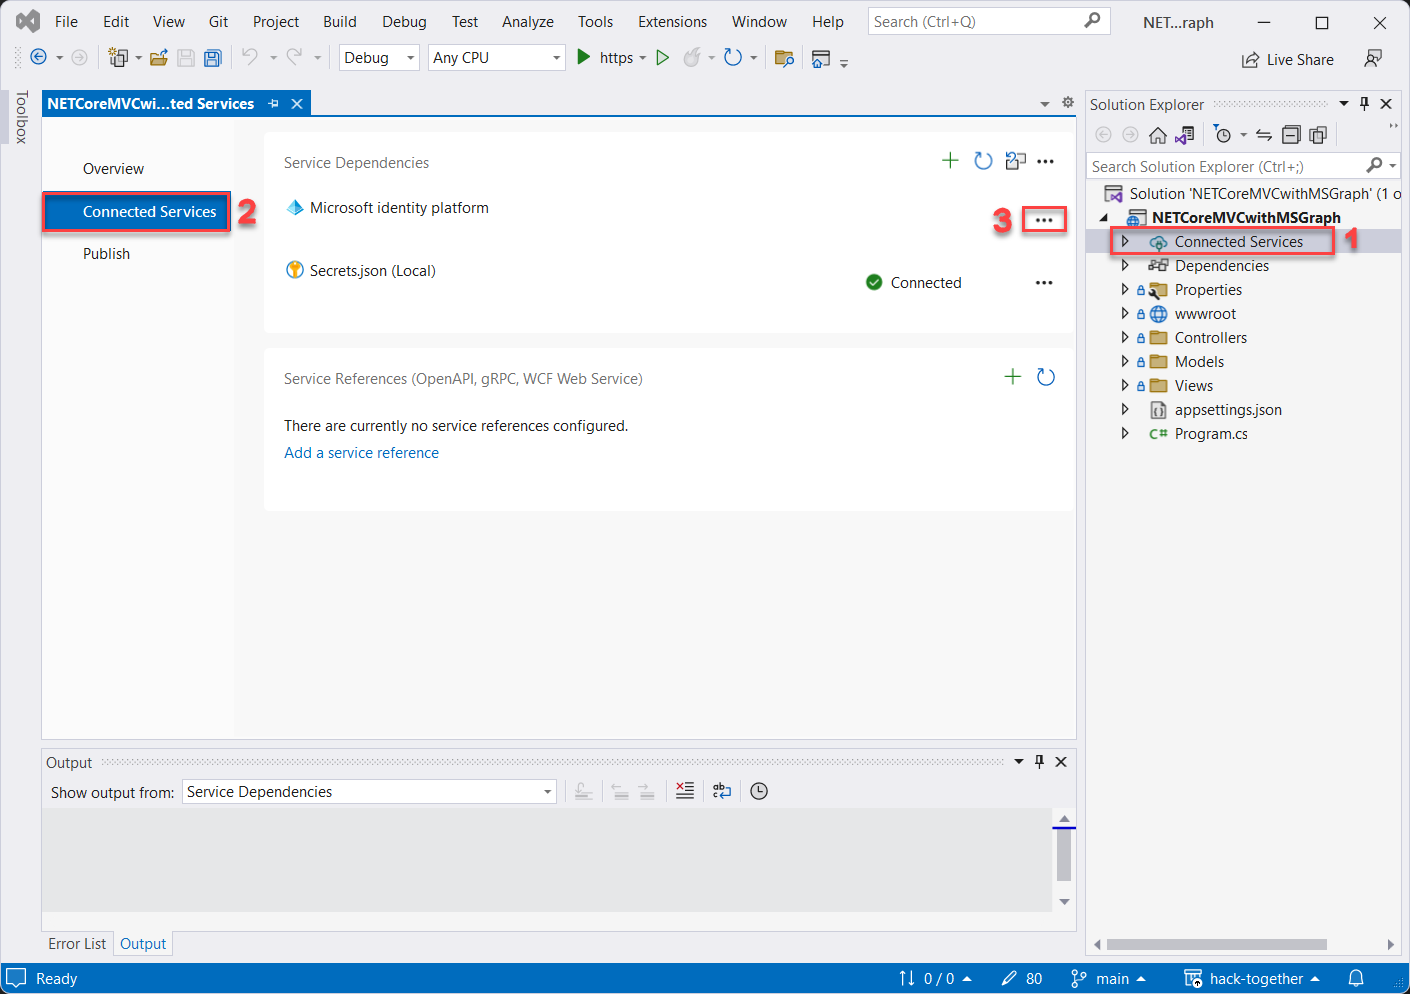 File Edit View Git Project Build Debug Test Analyze Tools Extensions Window Help Search (Ctrl+Q) NET...raph
Debug Any CPU https Live Share
Toolbox
NETCoreMVCwi...ted Services
Overview
Connected Services 2
Publish
Service Dependencies
Microsoft identity platform
3
Secrets.json (Local)
Connected
Service References (OpenAPI, gRPC, WCF Web Service)
There are currently no service references configured.
Add a service reference
Solution Explorer
Search Solution Explorer (Ctrl+;)
Solution 'NETCoreMVCwithMSGraph' (1 o
NETCoreMVCwithMSGraph
Connected Services 1
Dependencies
Properties
wwwroot
Controllers
Models
Views
appsettings.json
C# Program.cs
Output
Show output from: Service Dependencies
Error List Output
Ready 0 / 0 80 main hack-together